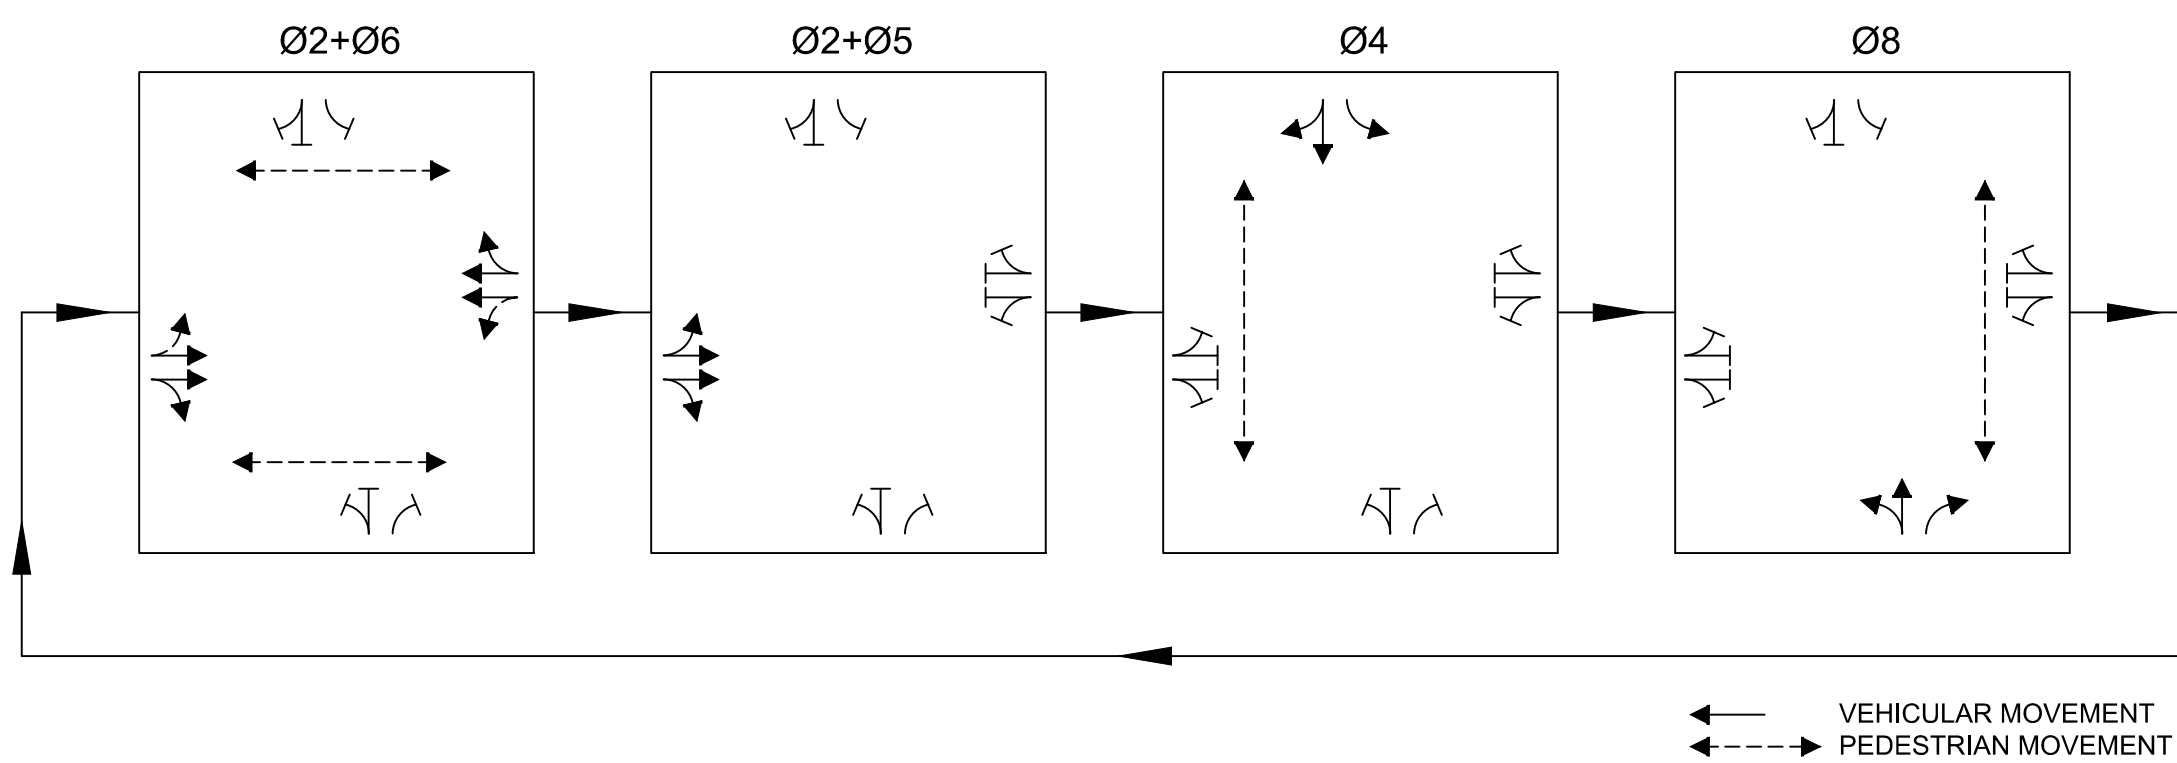 Ø2+Ø6
Ø2+Ø5
Ø4
Ø8
VEHICULAR MOVEMENT
PEDESTRIAN MOVEMENT